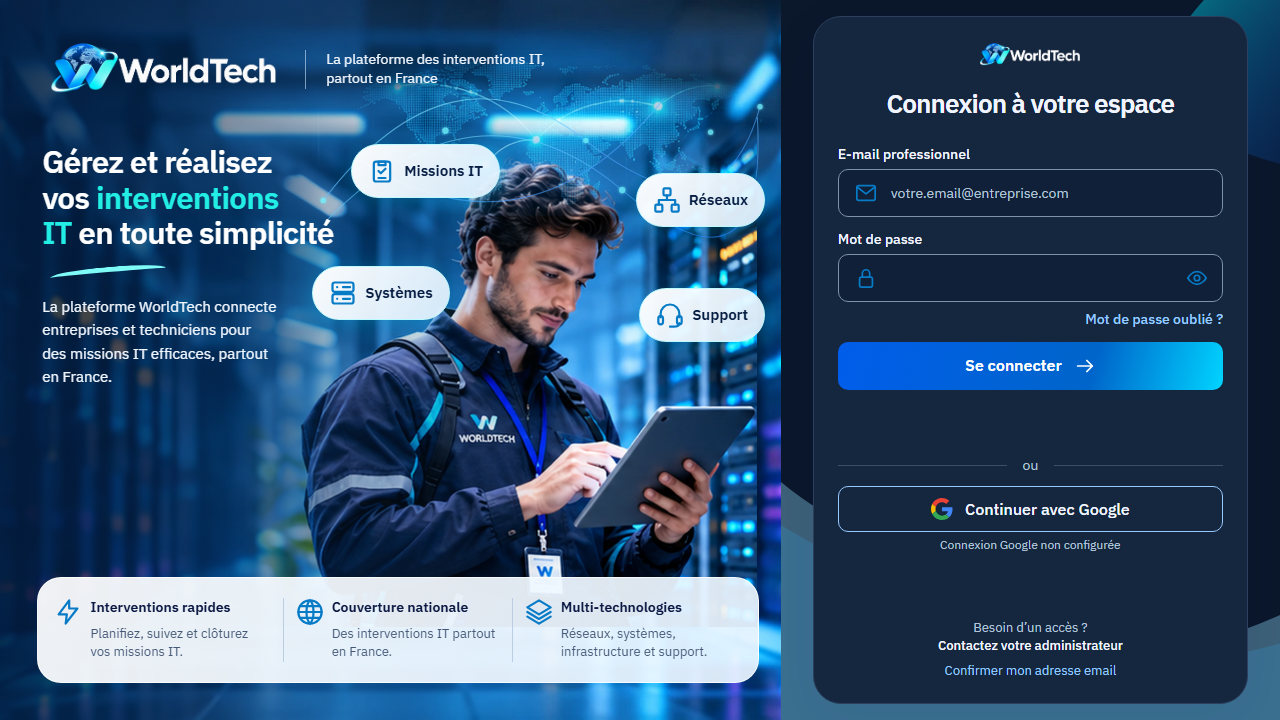 WorldTech
La plateforme des interventions IT,
partout en France
Gérez et réalisez
vos interventions
IT en toute simplicité
La plateforme WorldTech connecte
entreprises et techniciens pour
des missions IT efficaces, partout
en France.
Missions IT
Réseaux
Systèmes
Support
W
WORLDTECH
W
Interventions rapides
Planifiez, suivez et clôturez
vos missions IT.
Couverture nationale
Des interventions IT partout
en France.
Multi-technologies
Réseaux, systèmes,
infrastructure et support.
WorldTech
Connexion à votre espace
E-mail professionnel
votre.email@entreprise.com
Mot de passe
Mot de passe oublié ?
Se connecter
ou
Continuer avec Google
Connexion Google non configurée
Besoin d’un accès ?
Contactez votre administrateur
Confirmer mon adresse email